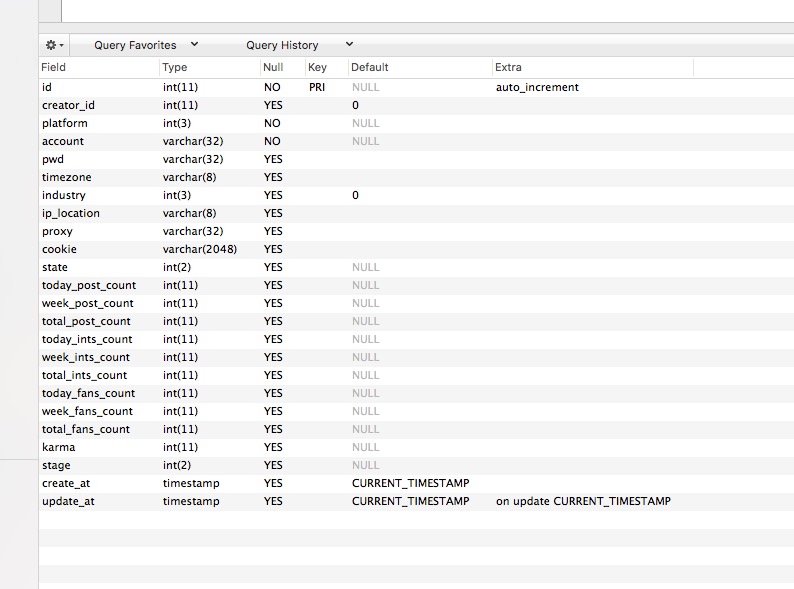 Query Favorites Query History
Field Type Null Key Default Extra
id int(11) NO PRI NULL auto_increment
creator_id int(11) YES 0
platform int(3) NO NULL
account varchar(32) NO NULL
pwd varchar(32) YES
timezone varchar(8) YES
industry int(3) YES 0
ip_location varchar(8) YES
proxy varchar(32) YES
cookie varchar(2048) YES
state int(2) YES NULL
today_post_count int(11) YES NULL
week_post_count int(11) YES NULL
total_post_count int(11) YES NULL
today_ints_count int(11) YES NULL
week_ints_count int(11) YES NULL
total_ints_count int(11) YES NULL
today_fans_count int(11) YES NULL
week_fans_count int(11) YES NULL
total_fans_count int(11) YES NULL
karma int(11) YES NULL
stage int(2) YES NULL
create_at timestamp YES CURRENT_TIMESTAMP
update_at timestamp YES CURRENT_TIMESTAMP on update CURRENT_TIMESTAMP